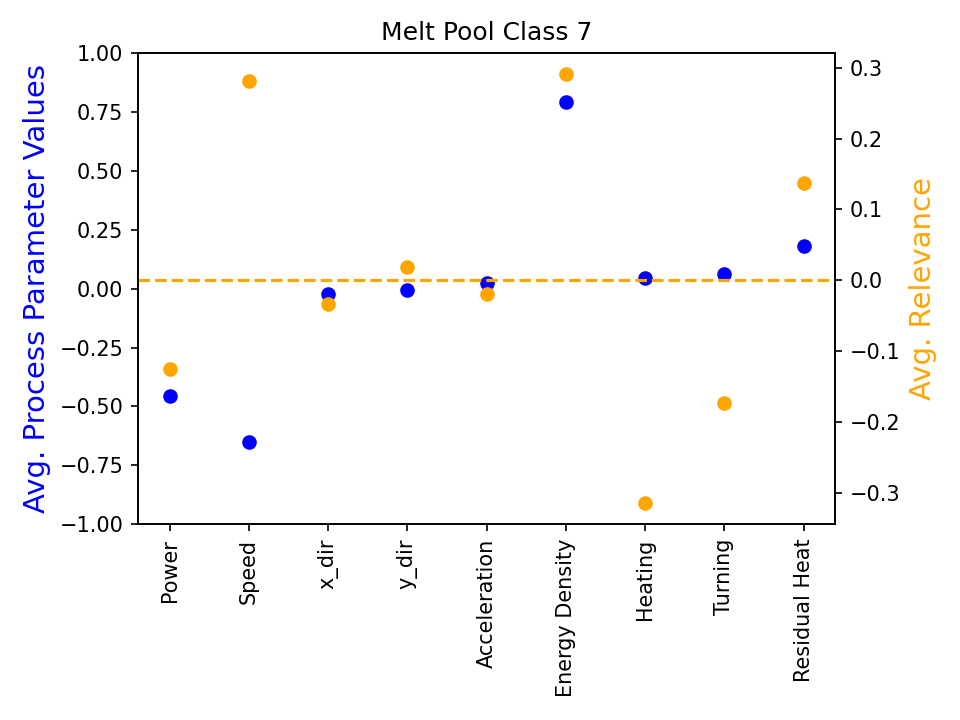 Melt Pool Class 7
Avg. Process Parameter Values
1.00
0.75
0.50
0.25
0.00
−0.25
−0.50
−0.75
−1.00
0.3
0.2
0.1
0.0
−0.1
−0.2
−0.3
Avg. Relevance
Power
Speed
x_dir
y_dir
Acceleration
Energy Density
Heating
Turning
Residual Heat